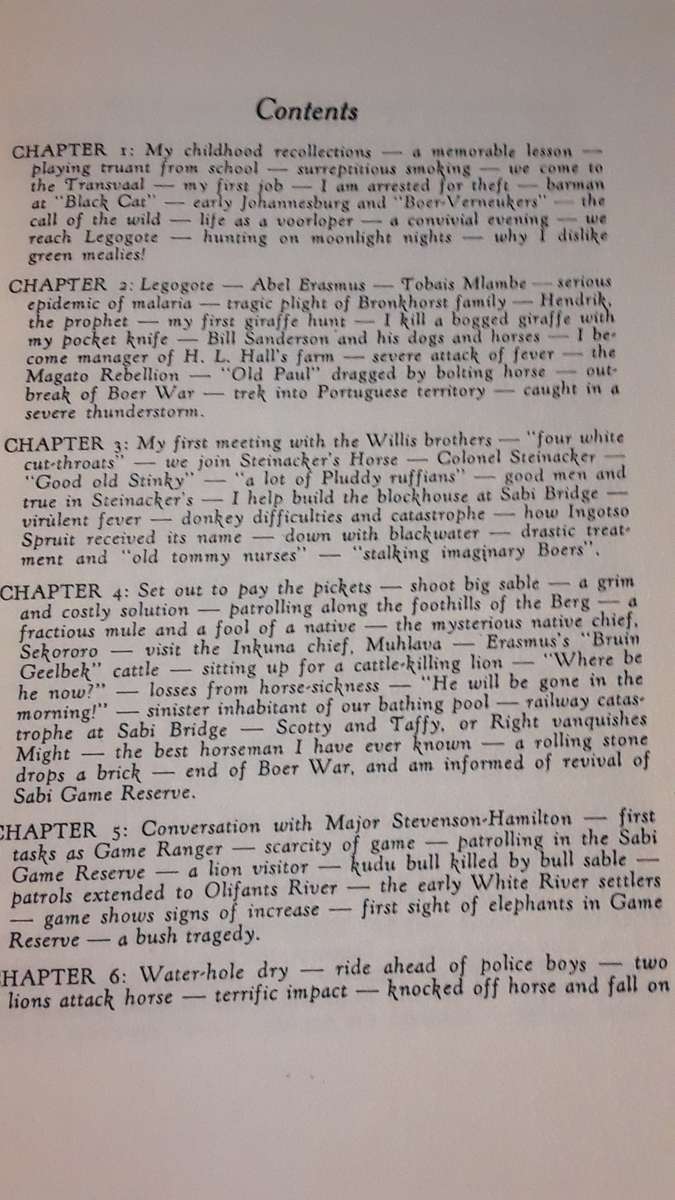 Contents
CHAPTER 1: My childhood recollections — a memorable lesson —
playing truant from school — surreptitious smoking — we come to
the Transvaal — my first job — I am arrested for theft — barman
at "Black Cat" — early Johannesburg and "Boer-Verneukers" — the
call of the wild — life as a voorloper — a convivial evening — we
reach Legogote — hunting on moonlight nights — why I dislike
green mealies!
CHAPTER 2: Legogote — Abel Erasmus — Tobais Mlambe — serious
epidemic of malaria — tragic plight of Bronkhorst family — Hendrik,
the prophet — my first giraffe hunt — I kill a bogged giraffe with
my pocket knife — Bill Sanderson and his dogs and horses — I be-
come manager of H. L. Hall's farm — severe attack of fever — the
Magato Rebellion — "Old Paul" dragged by bolting horse — out-
break of Boer War — trek into Portuguese territory — caught in a
severe thunderstorm.
CHAPTER 3: My first meeting with the Willis brothers — "four white
cut-throats" — we join Steinacker's Horse — Colonel Steinacker —
"Good old Stinky" — "a lot of Pluddy ruffians" — good men and
true in Steinacker's — I help build the blockhouse at Sabi Bridge —
virulent fever — donkey difficulties and catastrophe — how Ingotso
Spruit received its name — down with blackwater — drastic treat-
ment and "old tommy nurses" — "stalking imaginary Boers".
CHAPTER 4: Set out to pay the pickets — shoot big sable — a grim
and costly solution — patrolling along the foothills of the Berg — a
fractious mule and a fool of a native — the mysterious native chief,
Sekororo — visit the Inkuna chief, Muhlava — Erasmus's "Bruin
Geelbek" cattle — sitting up for a cattle-killing lion — "Where be
he now?" — losses from horse-sickness — "He will be gone in the
morning!" — sinister inhabitant of our bathing pool — railway catas-
trophe at Sabi Bridge — Scotty and Taffy, or Right vanquishes
Might — the best horseman I have ever known — a rolling stone
drops a brick — end of Boer War, and am informed of revival of
Sabi Game Reserve.
CHAPTER 5: Conversation with Major Stevenson-Hamilton — first
tasks as Game Ranger — scarcity of game — patrolling in the Sabi
Game Reserve — a lion visitor — kudu bull killed by bull sable —
patrols extended to Olifants River — the early White River settlers
— game shows signs of increase — first sight of elephants in Game
Reserve — a bush tragedy.
HAPTER 6: Water-hole dry — ride ahead of police boys — two
lions attack horse — terrific impact — knocked off horse and fall on